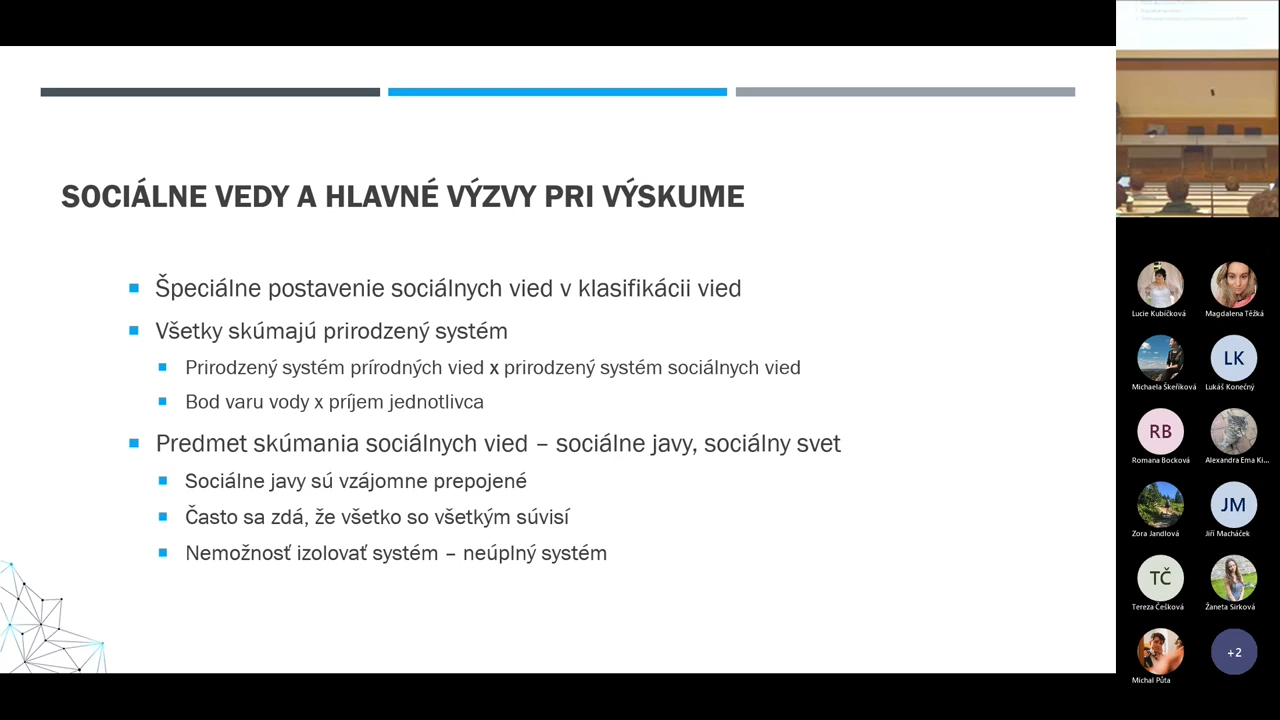 SOCIÁLNE VEDY A HLAVNÉ VÝZVY PRI VÝSKUME
Špeciálne postavenie sociálnych vied v klasifikácii vied
Všetky skúmajú prirodzený systém
Prirodzený systém prírodných vied x prirodzený systém sociálnych vied
Bod varu vody x príjem jednotlivca
Predmet skúmania sociálnych vied – sociálne javy, sociálny svet
Sociálne javy sú vzájomne prepojené
Často sa zdá, že všetko so všetkým súvisí
Nemožnosť izolovať systém – neúplný systém
Lucie Kubíčková
Magdalena Těžká
Michaela Škeříková
LK
Lukáš Konečný
RB
Romana Bocková
Alexandra Ema Ki...
Zora Jandlová
JM
Jiří Macháček
TČ
Tereza Češková
Žaneta Sirková
Michal Půta
+2